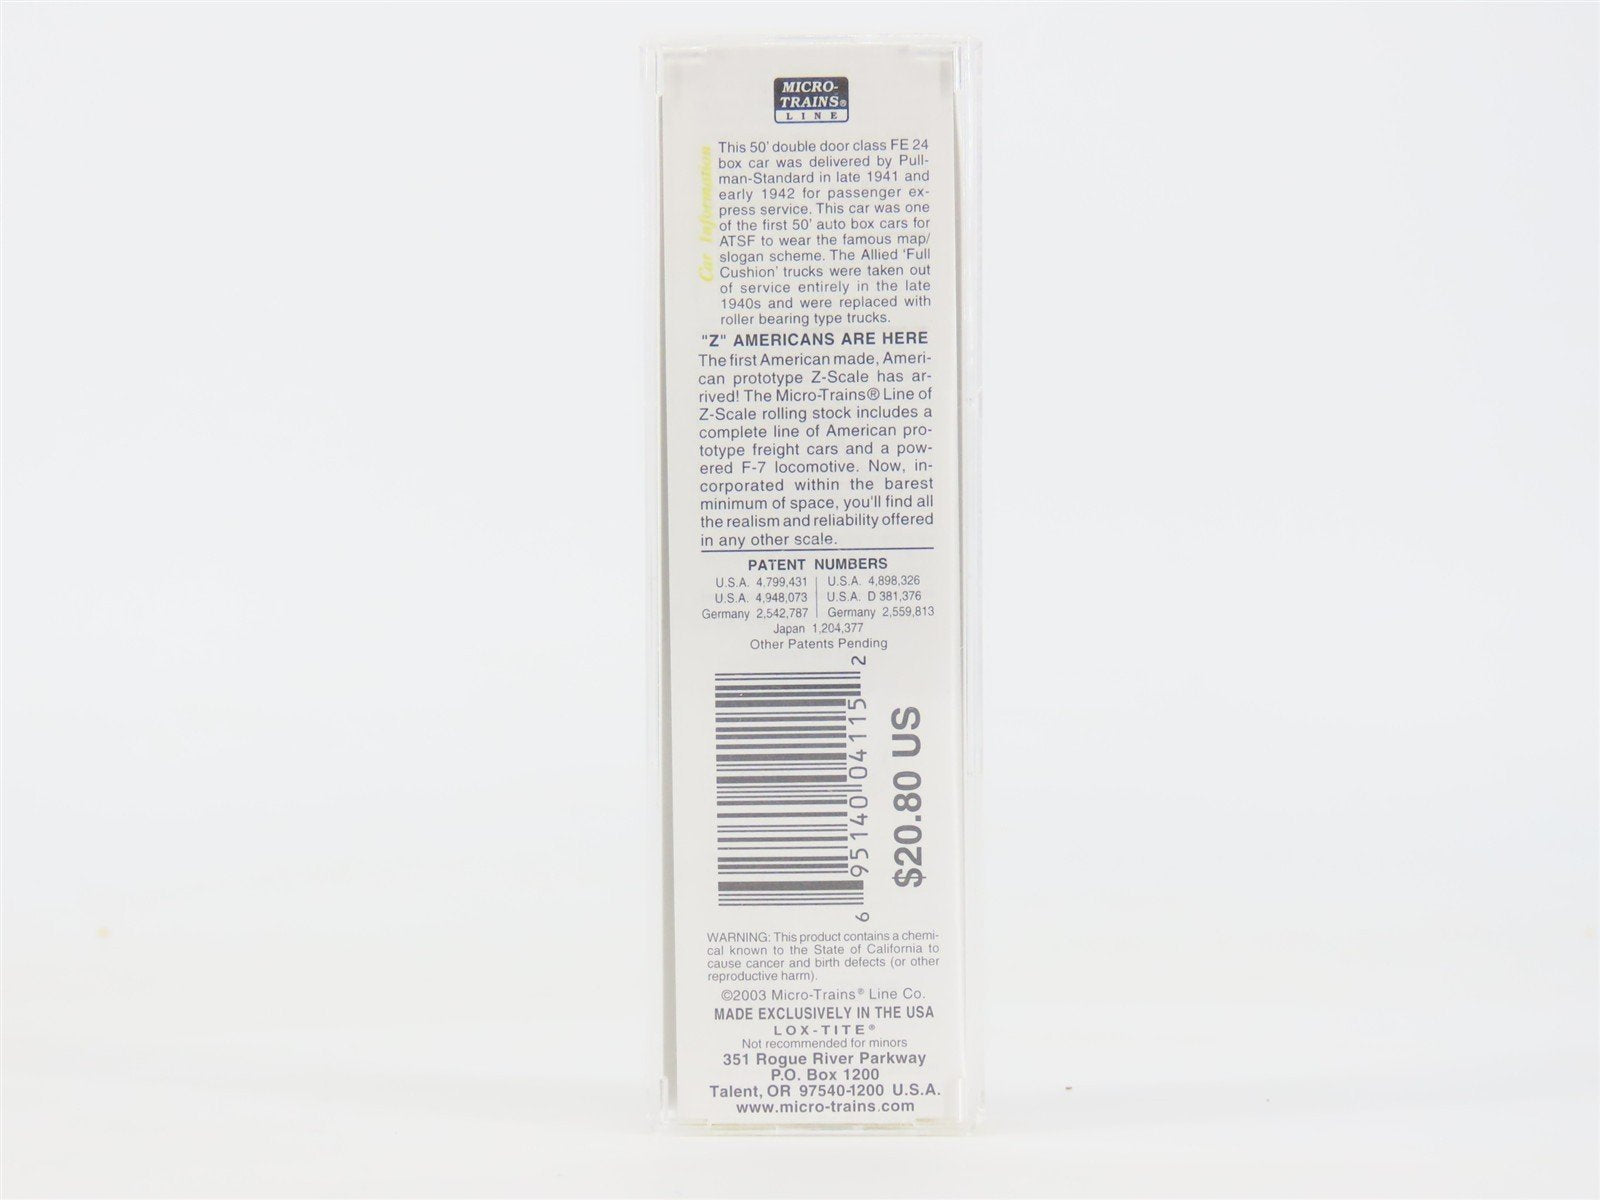 MICRO-
TRAINS®
LINE
Car Information
This 50' double door class FE 24
box car was delivered by Pull-
man-Standard in late 1941 and
early 1942 for passenger ex-
press service. This car was one
of the first 50' auto box cars for
ATSF to wear the famous map/
slogan scheme. The Allied 'Full
Cushion' trucks were taken out
of service entirely in the late
1940s and were replaced with
roller bearing type trucks.
"Z" AMERICANS ARE HERE
The first American made, Ameri-
can prototype Z-Scale has ar-
rived! The Micro-Trains® Line of
Z-Scale rolling stock includes a
complete line of American pro-
totype freight cars and a pow-
ered F-7 locomotive. Now, in-
corporated within the barest
minimum of space, you'll find all
the realism and reliability offered
in any other scale.
PATENT NUMBERS
U.S.A. 4,799,431 | U.S.A. 4,898,326
U.S.A. 4,948,073 | U.S.A. D 381,376
Germany 2,542,787 | Germany 2,559,813
Japan 1,204,377
Other Patents Pending
6 95140 04115 2
$20.80 US
WARNING: This product contains a chemi-
cal known to the State of California to
cause cancer and birth defects (or other
reproductive harm).
©2003 Micro-Trains® Line Co.
MADE EXCLUSIVELY IN THE USA
LOX-TITE®
Not recommended for minors
351 Rogue River Parkway
P.O. Box 1200
Talent, OR 97540-1200 U.S.A.
www.micro-trains.com